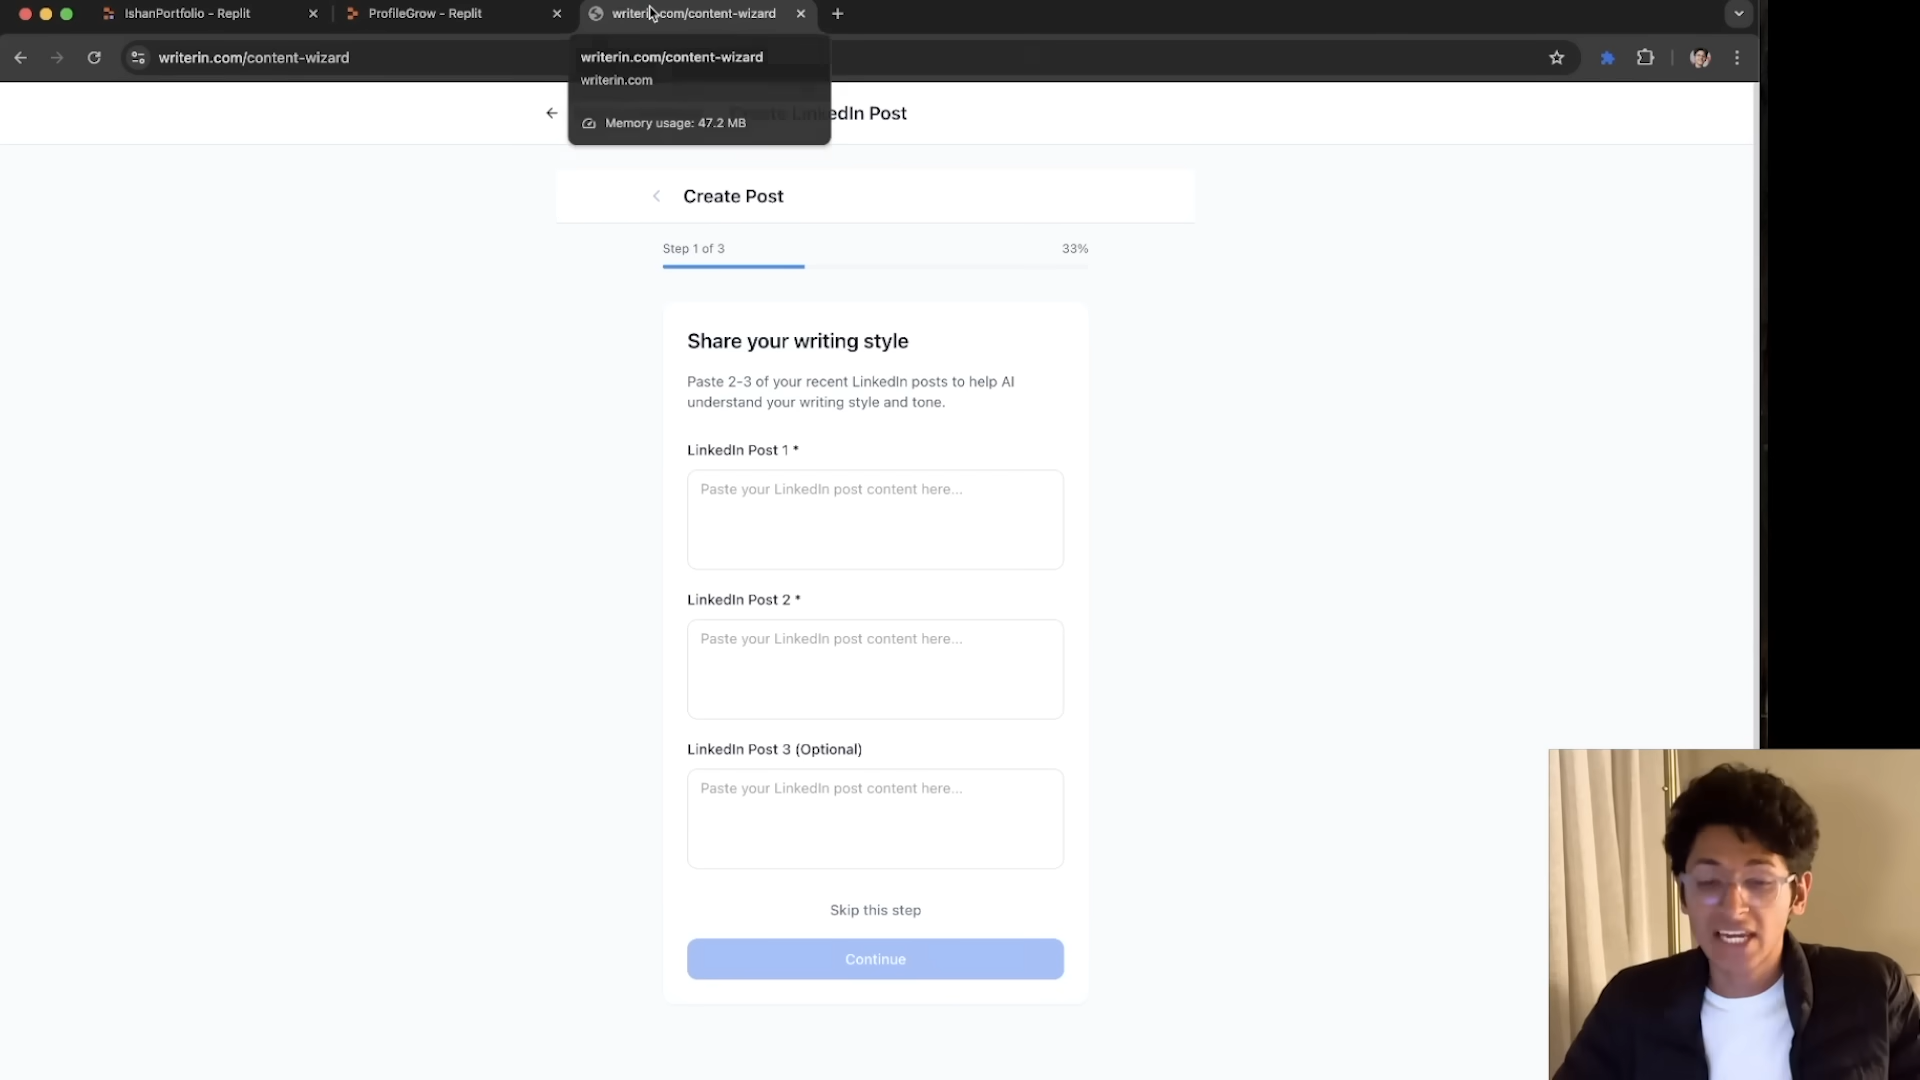 IshanPortfolio - Replit
ProfileGrow - Replit
writerin.com/content-wizard
writerin.com/content-wizard
writerin.com/content-wizard
writerin.com
Memory usage: 47.2 MB
LinkedIn Post
Create Post
Step 1 of 3
33%
Share your writing style
Paste 2-3 of your recent LinkedIn posts to help AI
understand your writing style and tone.
LinkedIn Post 1 *
Paste your LinkedIn post content here...
LinkedIn Post 2 *
Paste your LinkedIn post content here...
LinkedIn Post 3 (Optional)
Paste your LinkedIn post content here...
Skip this step
Continue